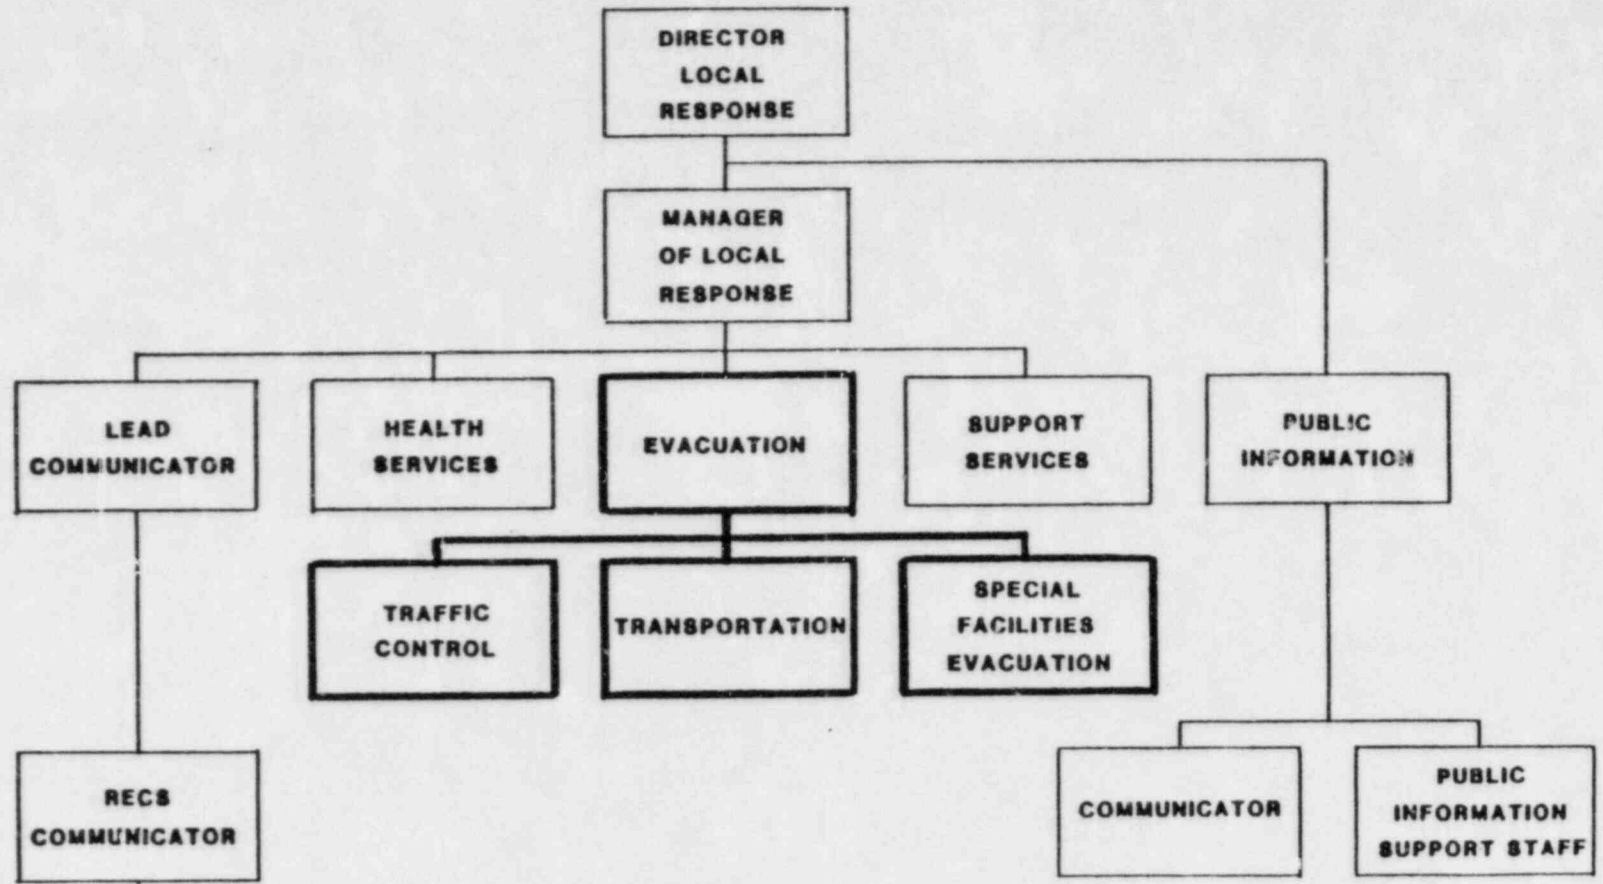 DIRECTOR
LOCAL
RESPONSE
MANAGER
OF LOCAL
RESPONSE
LEAD
COMMUNICATOR
HEALTH
SERVICES
EVACUATION
SUPPORT
SERVICES
PUBLIC
INFORMATION
TRAFFIC
CONTROL
TRANSPORTATION
SPECIAL
FACILITIES
EVACUATION
RECS
COMMUNICATOR
COMMUNICATOR
PUBLIC
INFORMATION
SUPPORT STAFF